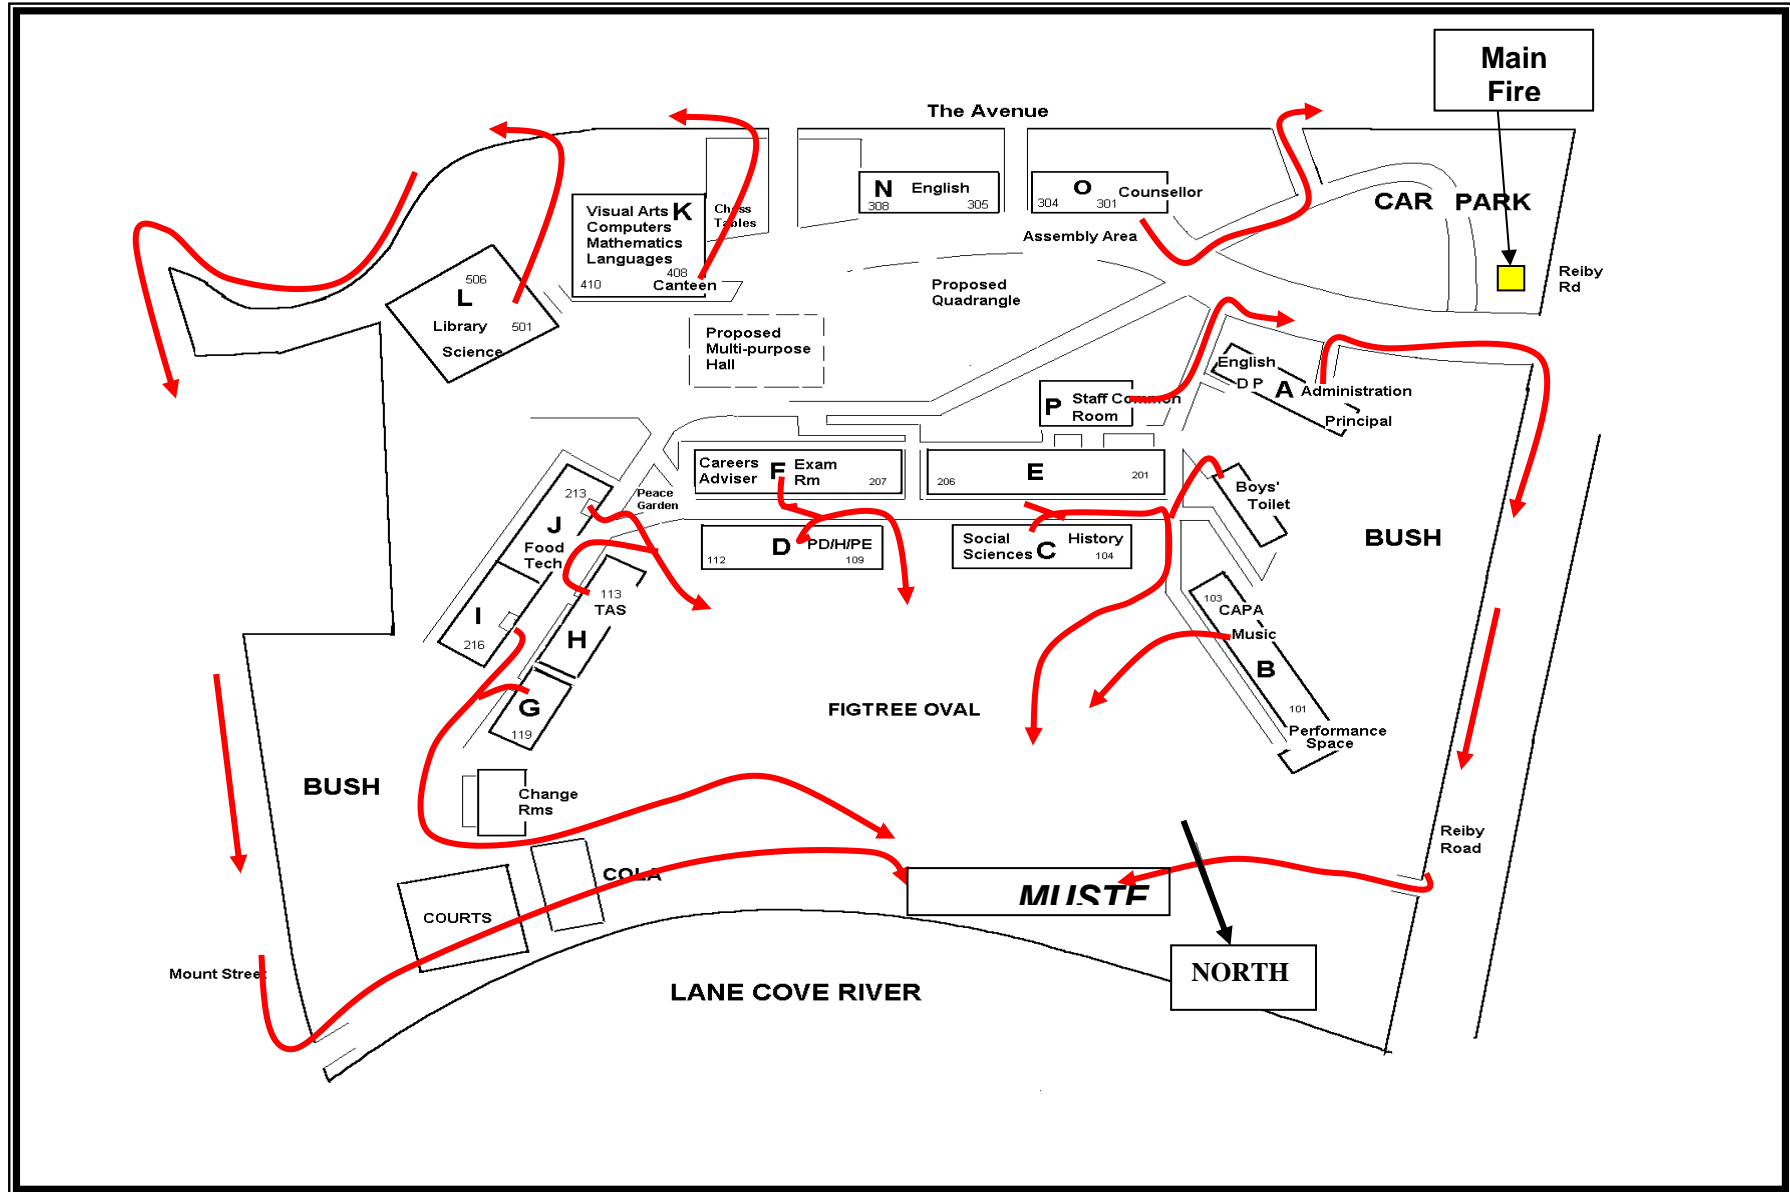 Main
Fire
The Avenue
N English
308 305
O Counsellor
304 301
CAR PARK
Visual Arts K
Computers
Mathematics
Languages
408
410 Canteen
Chess
Tables
Assembly Area
506
L
Library 501
Science
Proposed
Quadrangle
Reiby
Rd
Proposed
Multi-purpose
Hall
English
D P A Administration
Principal
P Staff Common
Room
Careers
Adviser F Exam
Rm 207
E
206 201
213
J
Food
Tech
Peace
Garden
Boys'
Toilet
BUSH
D PD/H/PE
112 109
Social
Sciences C History
104
I
216
113
TAS
H
103
CAPA
Music
B
101
Performance
Space
G
119
FIGTREE OVAL
BUSH
Change
Rms
Reiby
Road
COLA
COURTS
MUSTE
Mount Street
NORTH
LANE COVE RIVER